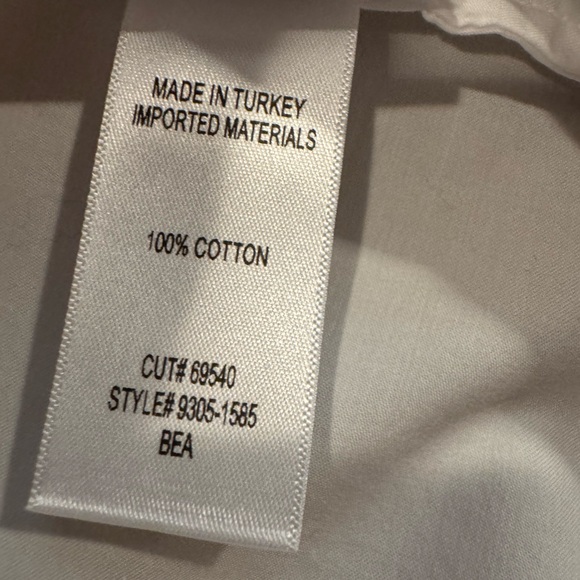 MADE IN TURKEY
IMPORTED MATERIALS
100% COTTON
CUT# 69540
STYLE# 9305-1585
BEA